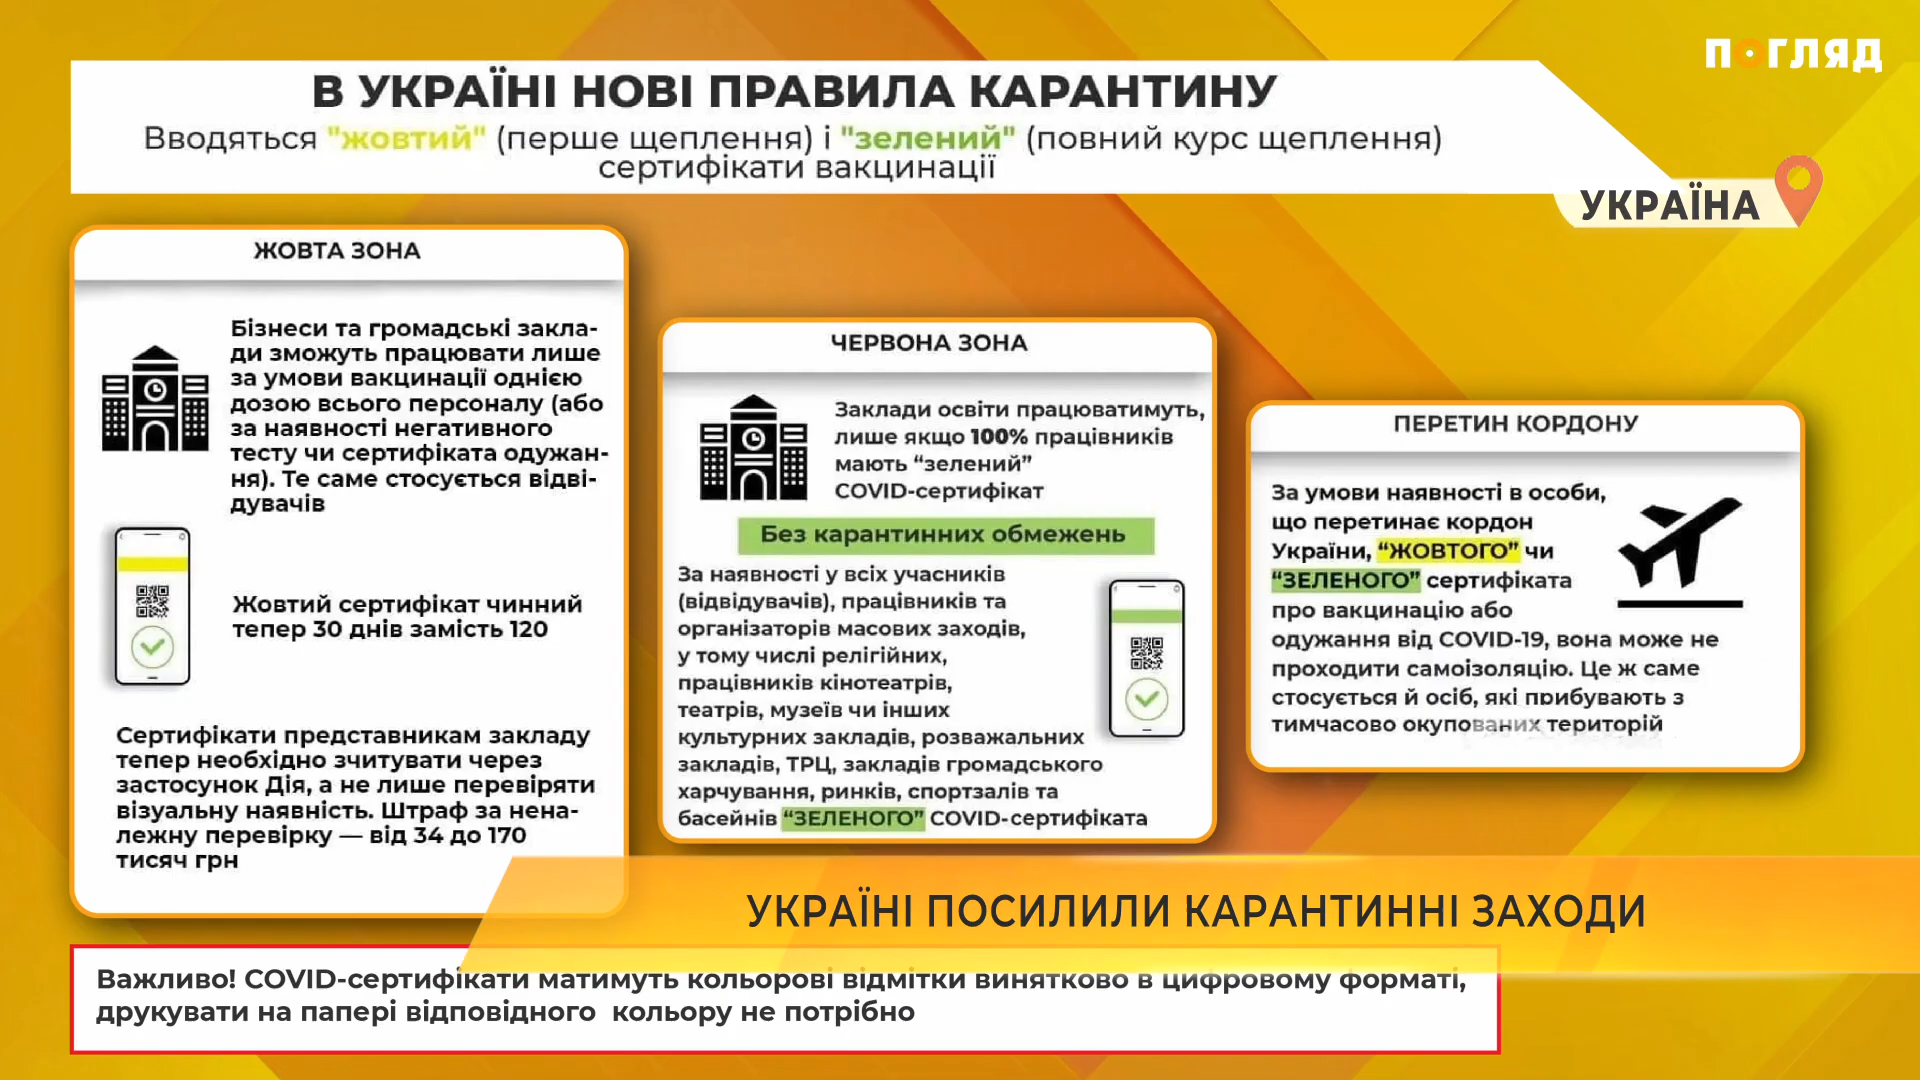 ПОГЛЯД
В УКРАЇНІ НОВІ ПРАВИЛА КАРАНТИНУ
Вводяться "жовтий" (перше щеплення) і "зелений" (повний курс щеплення)
сертифікати вакцинації
УКРАЇНА
ЖОВТА ЗОНА
Бізнеси та громадські закла-
ди зможуть працювати лише
за умови вакцинації однією
дозою всього персоналу (або
за наявності негативного
тесту чи сертифіката одужан-
ня). Те саме стосується відві-
дувачів
Жовтий сертифікат чинний
тепер 30 днів замість 120
Сертифікати представникам закладу
тепер необхідно зчитувати через
застосунок Дія, а не лише перевіряти
візуальну наявність. Штраф за нена-
лежну перевірку — від 34 до 170
тисяч грн
ЧЕРВОНА ЗОНА
Заклади освіти працюватимуть,
лише якщо 100% працівників
мають “зелений”
COVID-сертифікат
Без карантинних обмежень
За наявності у всіх учасників
(відвідувачів), працівників та
організаторів масових заходів,
у тому числі релігійних,
працівників кінотеатрів,
театрів, музеїв чи інших
культурних закладів, розважальних
закладів, ТРЦ, закладів громадського
харчування, ринків, спортзалів та
басейнів “ЗЕЛЕНОГО” COVID-сертифіката
ПЕРЕТИН КОРДОНУ
За умови наявності в особи,
що перетинає кордон
України, “ЖОВТОГО” чи
“ЗЕЛЕНОГО” сертифіката
про вакцинацію або
одужання від COVID-19, вона може не
проходити самоізоляцію. Це ж саме
стосується й осіб, які прибувають з
тимчасово окупованих територій
УКРАЇНІ ПОСИЛИЛИ КАРАНТИННІ ЗАХОДИ
Важливо! COVID-сертифікати матимуть кольорові відмітки винятково в цифровому форматі,
друкувати на папері відповідного кольору не потрібно